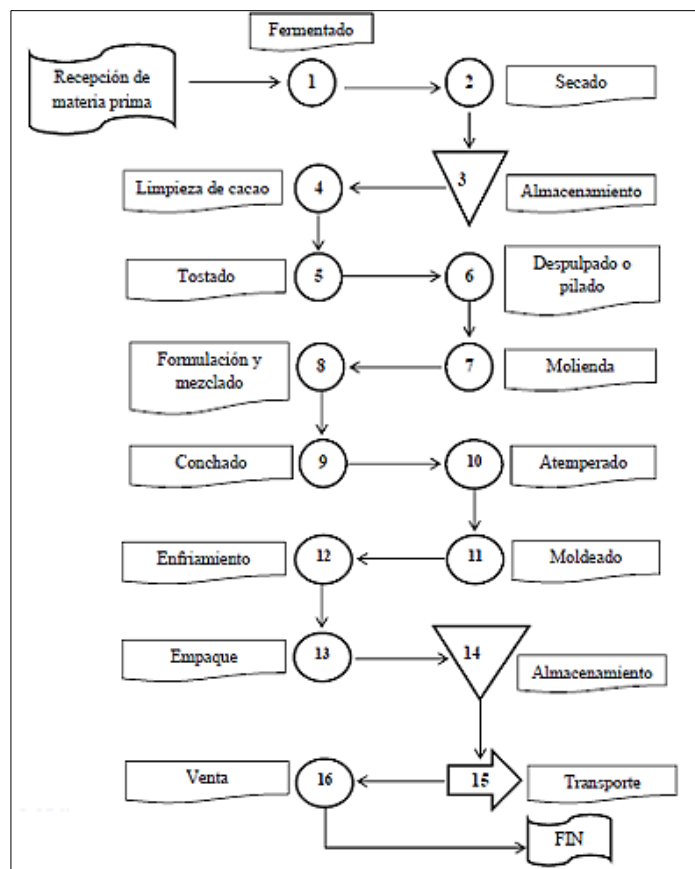 Fermentado
Recepción de
materia prima
1
2
Secado
Limpieza de cacao
4
3
Almacenamiento
Tostado
5
6
Despulpado o
pilado
Formulación y
mezclado
8
7
Molienda
Conchado
9
10
Atemperado
Enfriamiento
12
11
Moldeado
Empaque
13
14
Almacenamiento
Venta
16
15
Transporte
FIN